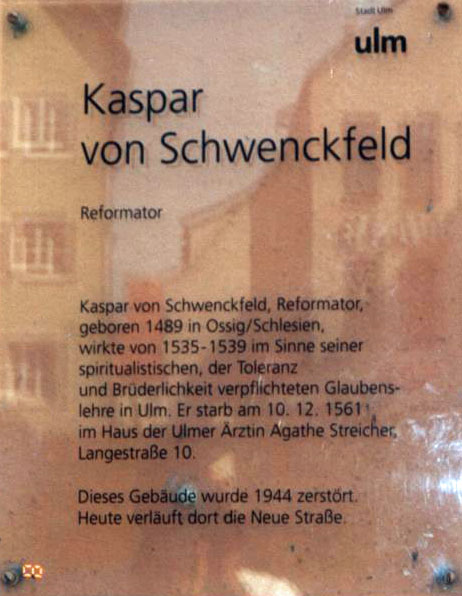 Stadt Ulm
ulm
Kaspar
von Schwenckfeld
Reformator
Kaspar von Schwenckfeld, Reformator,
geboren 1489 in Ossig/Schlesien,
wirkte von 1535-1539 im Sinne seiner
spiritualistischen, der Toleranz
und Brüderlichkeit verpflichteten Glaubens-
lehre in Ulm. Er starb am 10. 12. 1561
im Haus der Ulmer Ärztin Agathe Streicher,
Langestraße 10.
Dieses Gebäude wurde 1944 zerstört.
Heute verläuft dort die Neue Straße.